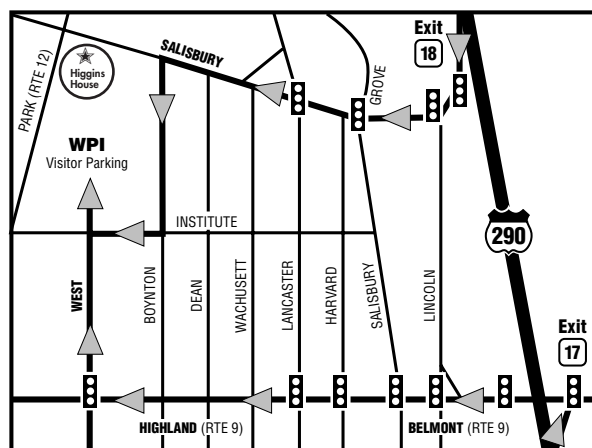 Exit
18
SALISBURY
Higgins
House
PARK (RTE 12)
GROVE
WPI
Visitor Parking
INSTITUTE
290
WEST
BOYNTON
DEAN
WACHUSETT
LANCASTER
HARVARD
SALISBURY
LINCOLN
Exit
17
HIGHLAND (RTE 9)
BELMONT (RTE 9)